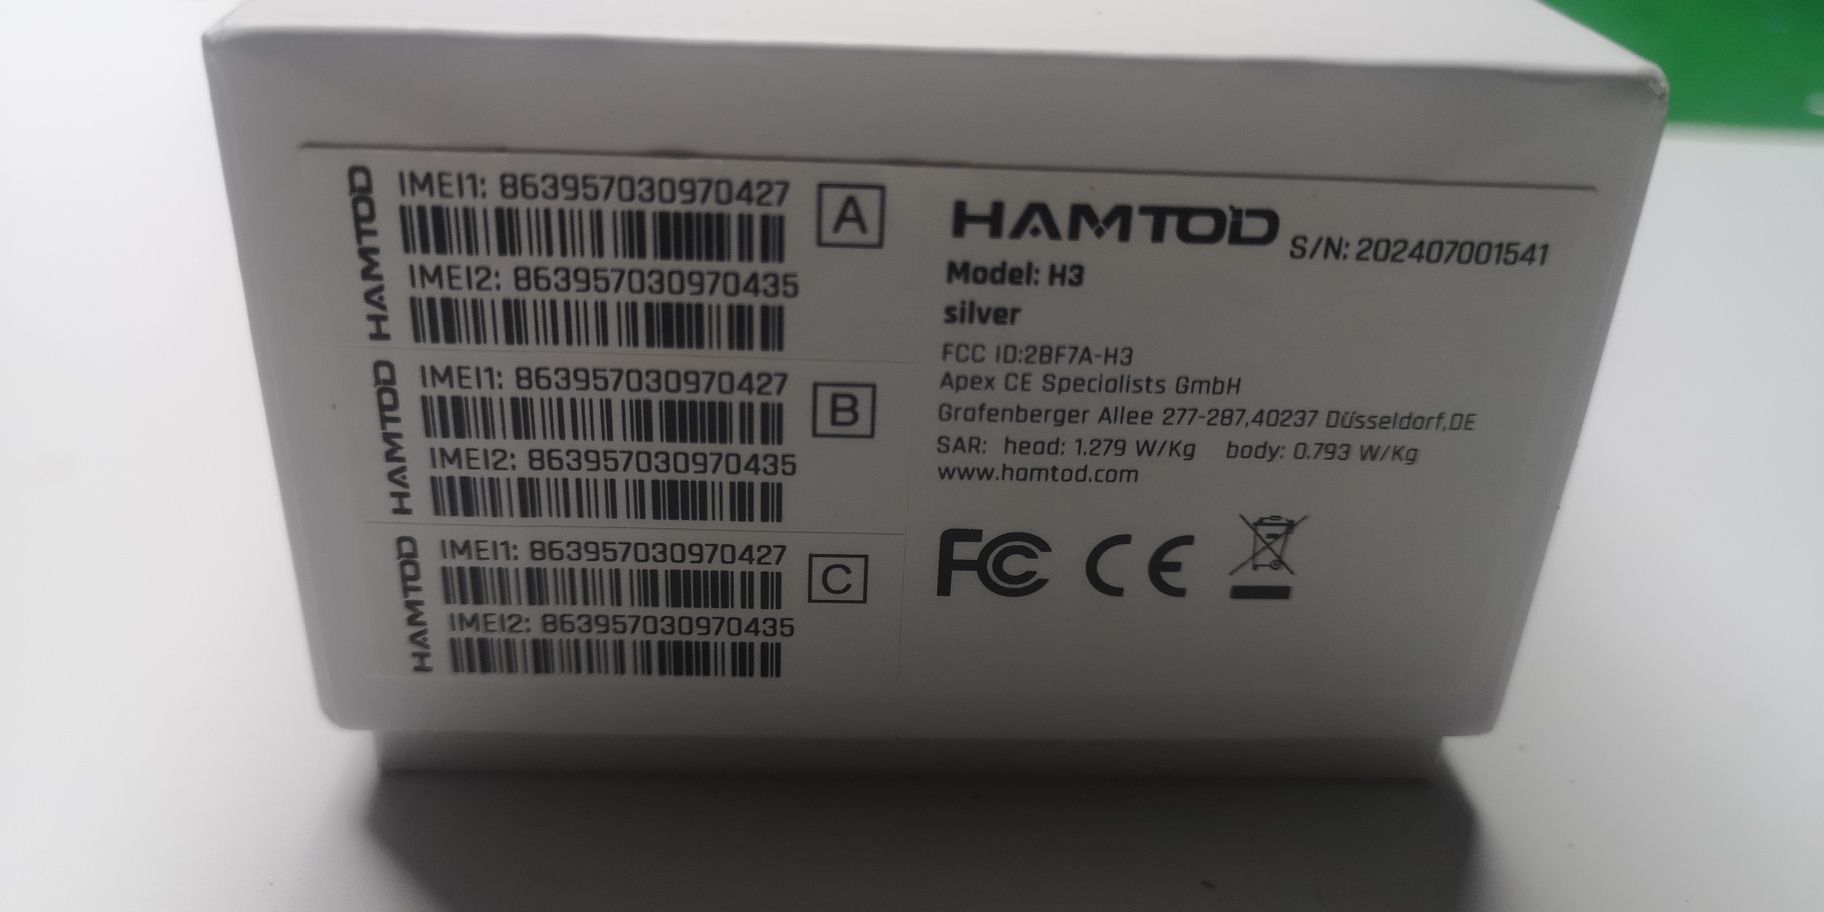 HAMTOD
IMEI1: 863957030970427
A
IMEI2: 863957030970435
HAMTOD
IMEI1: 863957030970427
B
IMEI2: 863957030970435
HAMTOD
IMEI1: 863957030970427
C
IMEI2: 863957030970435
HAMTOD S/N: 202407001541
Model: H3
silver
FCC ID:2BF7A-H3
Apex CE Specialists GmbH
Grafenberger Allee 277-287,40237 Düsseldorf,DE
SAR: head: 1.279 W/Kg body: 0.793 W/Kg
www.hamtod.com
FC CE